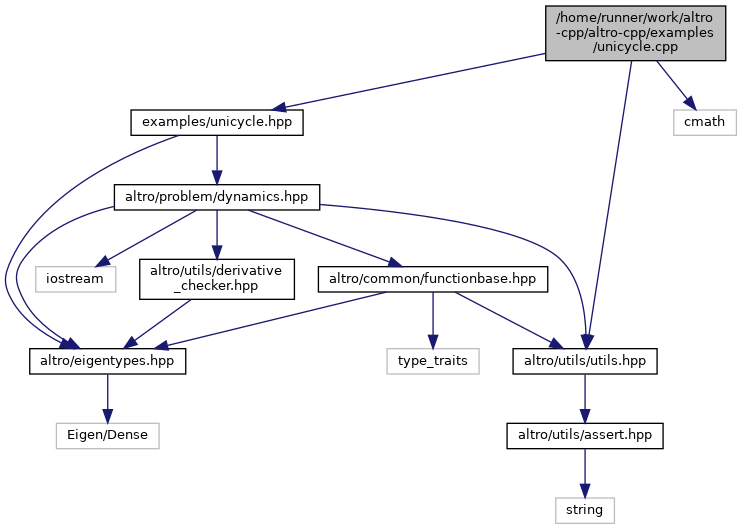 /home/runner/work/altro
-cpp/altro-cpp/examples
/unicycle.cpp
examples/unicycle.hpp
cmath
altro/problem/dynamics.hpp
iostream
altro/utils/derivative
_checker.hpp
altro/common/functionbase.hpp
altro/eigentypes.hpp
type_traits
altro/utils/utils.hpp
Eigen/Dense
altro/utils/assert.hpp
string